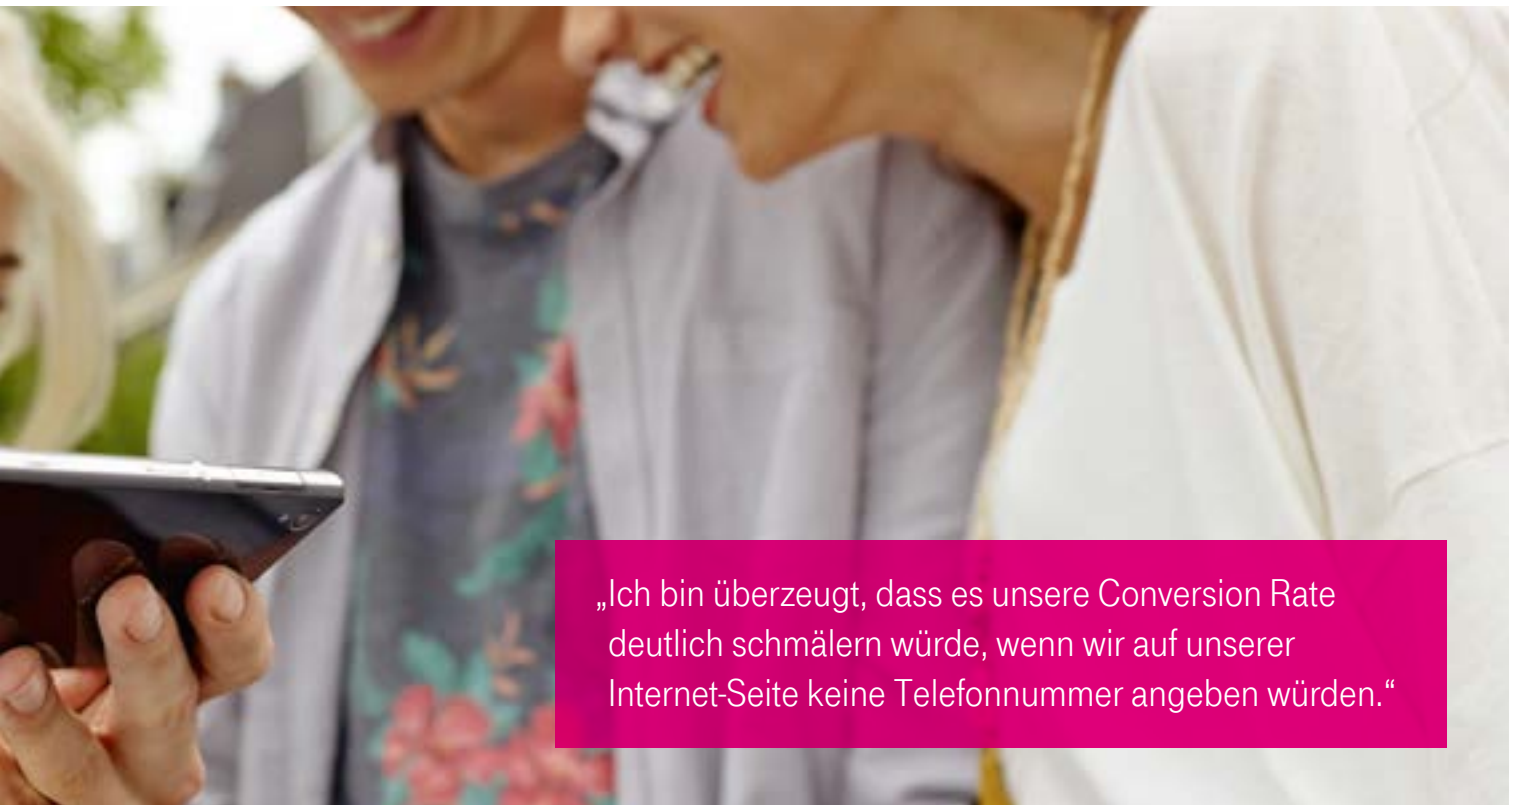 „Ich bin überzeugt, dass es unsere Conversion Rate
deutlich schmälern würde, wenn wir auf unserer
Internet-Seite keine Telefonnummer angeben würden.“